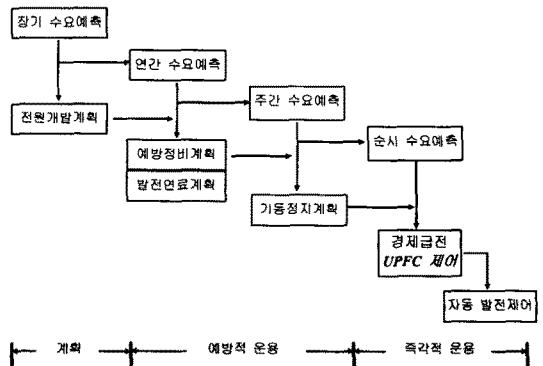 장기 수요예측
연간 수요예측
주간 수요예측
전원개발계획
순시 수요예측
예방정비계획
발전연료계획
기동정지계획
경제급전
UPFC 제어
자동 발전제어
계획
예방적 운용
즉각적 운용